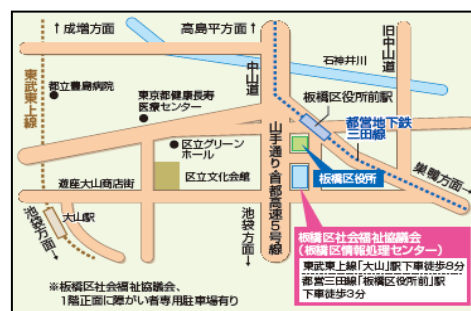 ↑成増方面
高島平方面↑
旧中山道
中山道
石神井川
東武東上線
都立豊島病院
東京都健康長寿
医療センター
板橋区役所前駅
都営地下鉄
三田線
区立グリーン
ホール
山手通り・首都高速5号線
板橋区役所
巣鴨方面→
区立文化会館
遊座大山商店街
大山駅
池袋方面↓
池袋方面↓
板橋区社会福祉協議会
(板橋区情報処理センター)
東武東上線「大山」駅下車徒歩8分
都営三田線「板橋区役所前」駅
下車徒歩3分
※板橋区社会福祉協議会、
1階正面に障がい者専用駐車場有り